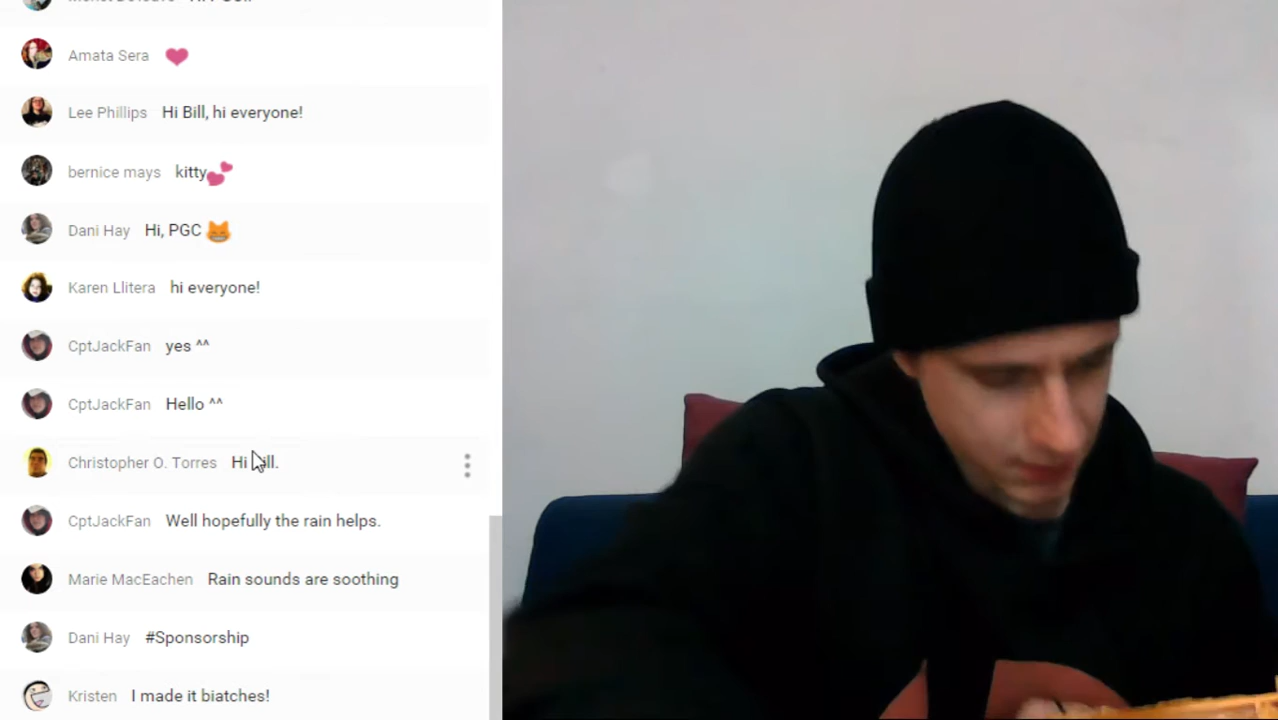 Amata Sera
Lee Phillips Hi Bill, hi everyone!
bernice mays kitty
Dani Hay Hi, PGC
Karen Llitera hi everyone!
CptJackFan yes ^^
CptJackFan Hello ^^
Christopher O. Torres Hi
CptJackFan Well hopefully the rain helps.
Marie MacEachen Rain sounds are soothing
Dani Hay #Sponsorship
Kristen I made it biatches!